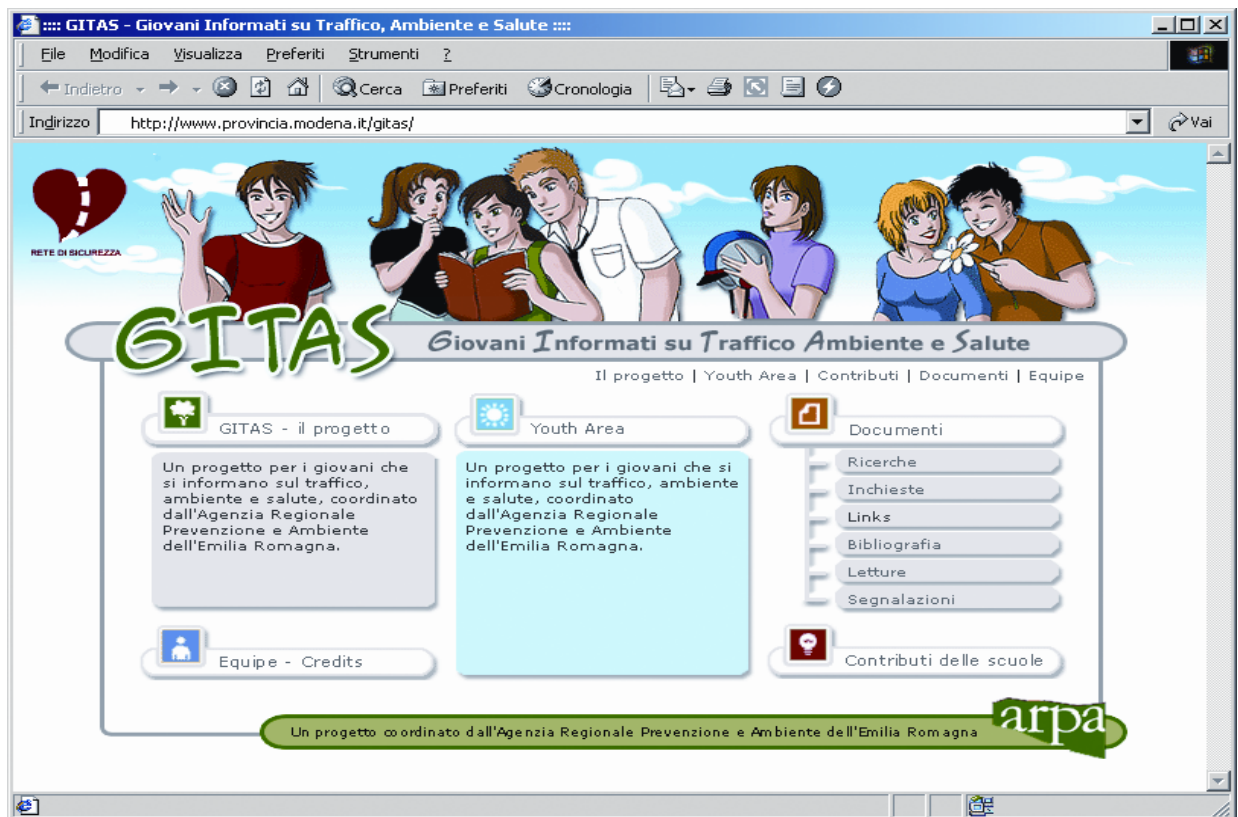 :::: GITAS - Giovani Informati su Traffico, Ambiente e Salute ::::
File Modifica Visualizza Preferiti Strumenti ?
Indietro Cerca Preferiti Cronologia
Indirizzo http://www.provincia.modena.it/gitas/ Vai
RETE DI SICUREZZA
GITAS Giovani Informati su Traffico Ambiente e Salute
Il progetto | Youth Area | Contributi | Documenti | Equipe
GITAS - il progetto
Un progetto per i giovani che
si informano sul traffico,
ambiente e salute, coordinato
dall'Agenzia Regionale
Prevenzione e Ambiente
dell'Emilia Romagna.
Equipe - Credits
Youth Area
Un progetto per i giovani che si
informano sul traffico, ambiente
e salute, coordinato
dall'Agenzia Regionale
Prevenzione e Ambiente
dell'Emilia Romagna.
Documenti
Ricerche
Inchieste
Links
Bibliografia
Letture
Segnalazioni
Contributi delle scuole
Un progetto coordinato dall'Agenzia Regionale Prevenzione e Ambiente dell'Emilia Romagna
arpa